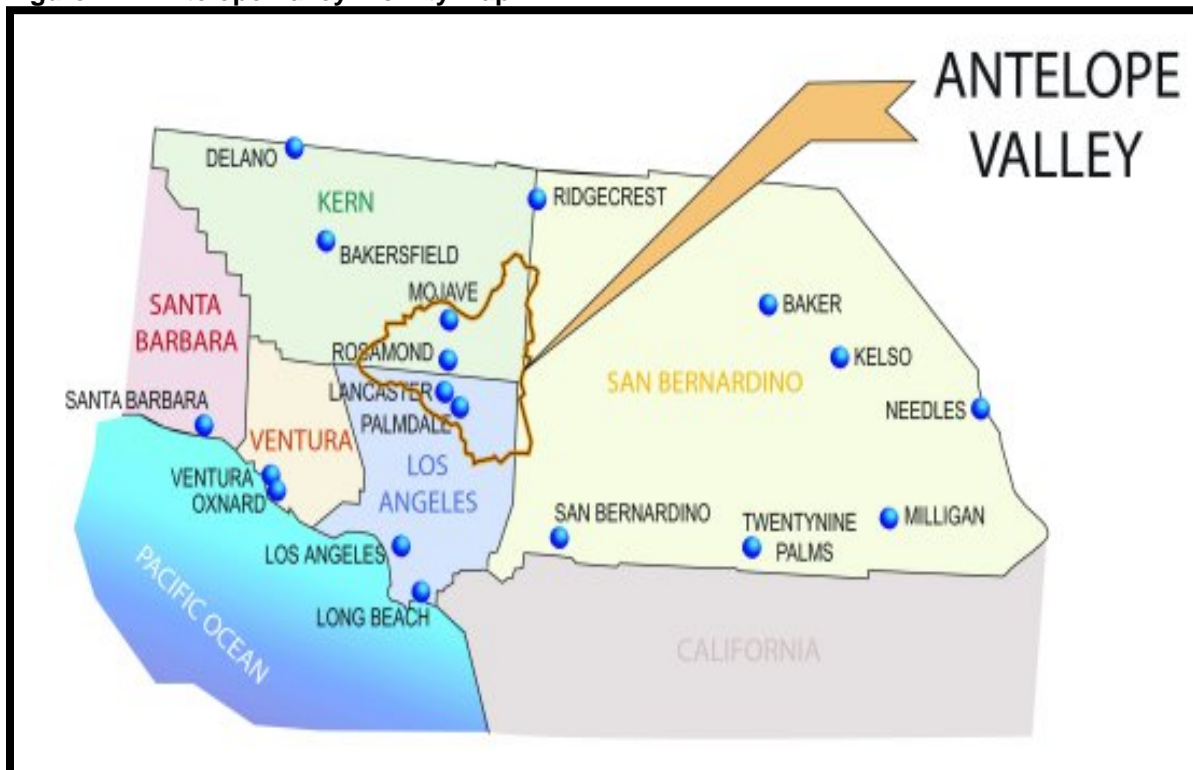 ANTELOPE
VALLEY
DELANO
KERN
RIDGECREST
BAKERSFIELD
MOJAVE
SANTA
BARBARA
BAKER
ROSAMOND
KELSO
SAN BERNARDINO
LANCASTER
SANTA BARBARA
NEEDLES
PALMDALE
VENTURA
LOS
ANGELES
VENTURA
OXNARD
SAN BERNARDINO
TWENTYNINE
PALMS
MILLIGAN
LOS ANGELES
PACIFIC OCEAN
LONG BEACH
CALIFORNIA